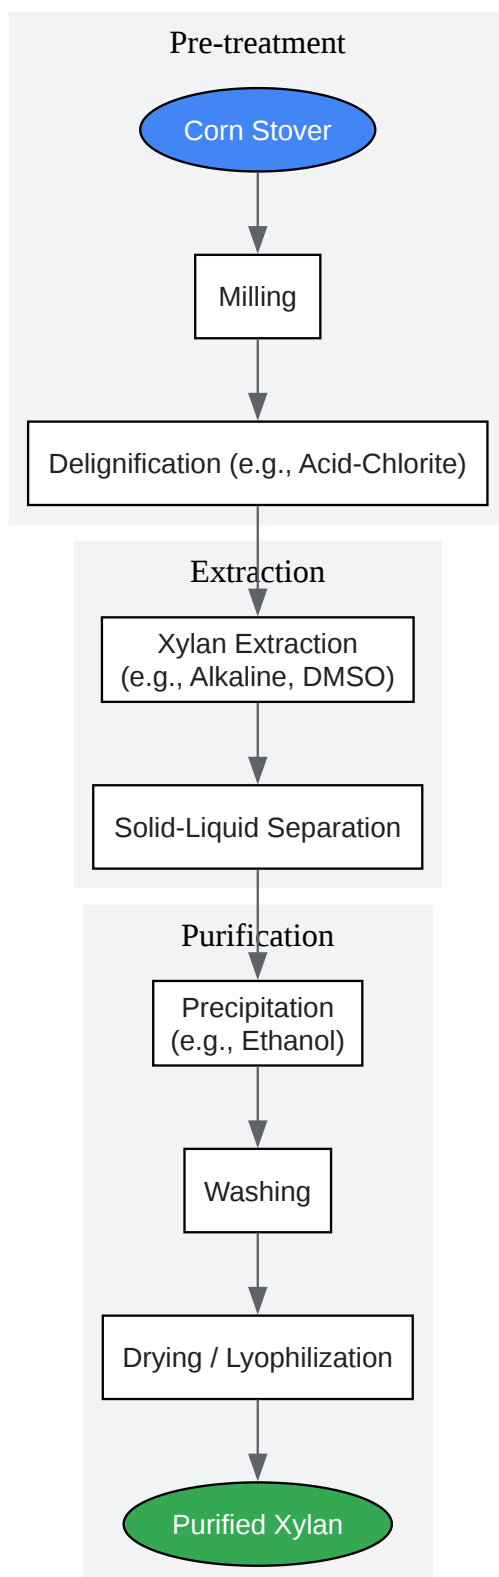 Pre-treatment
Corn Stover
Milling
Delignification (e.g., Acid-Chlorite)
Extraction
Xylan Extraction
(e.g., Alkaline, DMSO)
Solid-Liquid Separation
Purification
Precipitation
(e.g., Ethanol)
Washing
Drying / Lyophilization
Purified Xylan